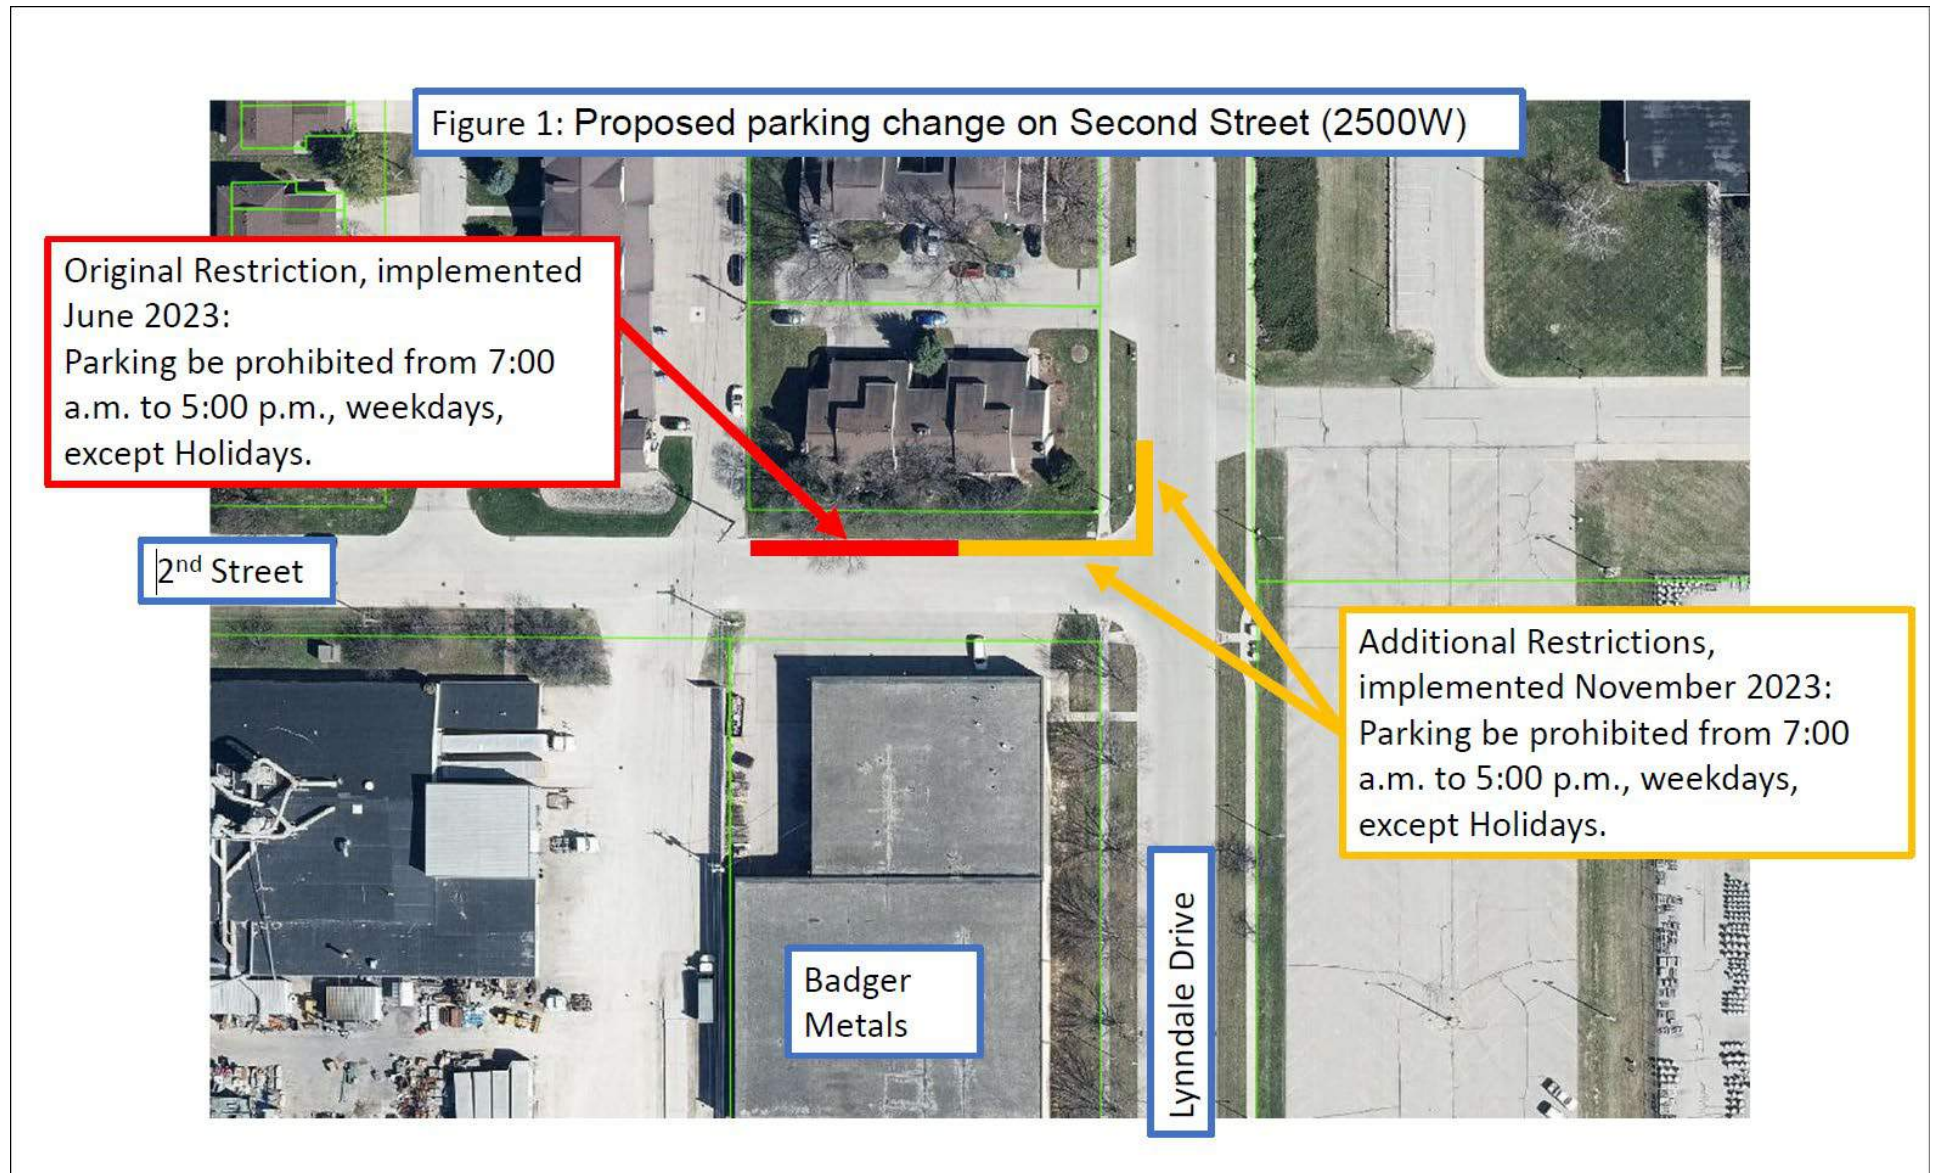 Figure 1: Proposed parking change on Second Street (2500W)
Original Restriction, implemented
June 2023:
Parking be prohibited from 7:00
a.m. to 5:00 p.m., weekdays,
except Holidays.
2nd Street
Additional Restrictions,
implemented November 2023:
Parking be prohibited from 7:00
a.m. to 5:00 p.m., weekdays,
except Holidays.
Badger
Metals
Lynndale Drive